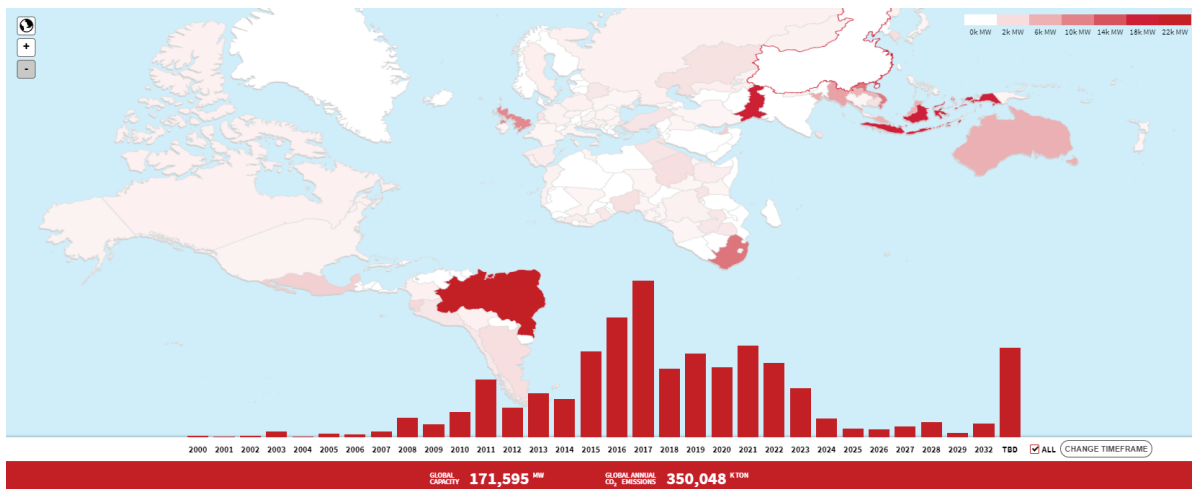 +
-
0k MW 2k MW 6k MW 10k MW 14k MW 18k MW 22k MW
2000 2001 2002 2003 2004 2005 2006 2007 2008 2009 2010 2011 2012 2013 2014 2015 2016 2017 2018 2019 2020 2021 2022 2023 2024 2025 2026 2027 2028 2029 2032 TBD ALL CHANGE TIMEFRAME
GLOBAL CAPACITY 171,595 MW GLOBAL ANNUAL CO₂ EMISSIONS 350,048 K TON